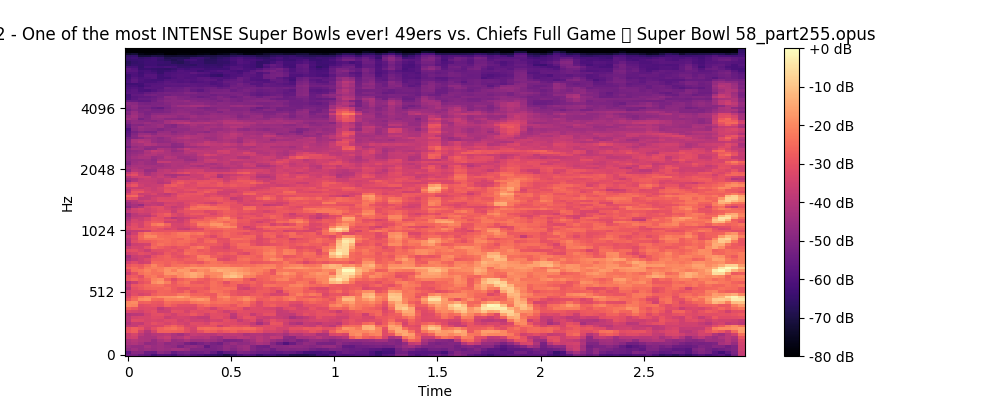 2 - One of the most INTENSE Super Bowls ever! 49ers vs. Chiefs Full Game  Super Bowl 58_part255.opus
+0 dB
-10 dB
-20 dB
-30 dB
-40 dB
-50 dB
-60 dB
-70 dB
-80 dB
4096
2048
1024
512
0
Hz
0
0.5
1
1.5
2
2.5
Time